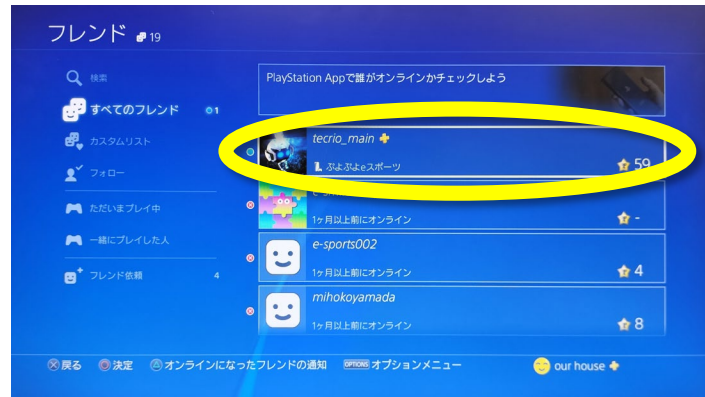 フレンド 19
検索
すべてのフレンド 1
カスタムリスト
フォロー
ただいまプレイ中
一緒にプレイした人
フレンド依頼 4
PlayStation Appで誰がオンラインかチェックしよう
tecrio_main
ぷよぷよeスポーツ
59
1ヶ月以上前にオンライン
-
e-sports002
1ヶ月以上前にオンライン
4
mihokoyamada
1ヶ月以上前にオンライン
8
戻る 決定 オンラインになったフレンドの通知 OPTIONS オプションメニュー our house